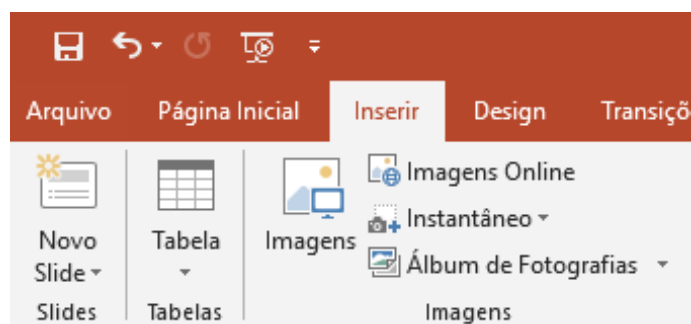 Arquivo Página Inicial Inserir Design Transiçõ
Novo Slide
Tabela
Imagens
Imagens Online
Instantâneo
Álbum de Fotografias
Slides Tabelas Imagens